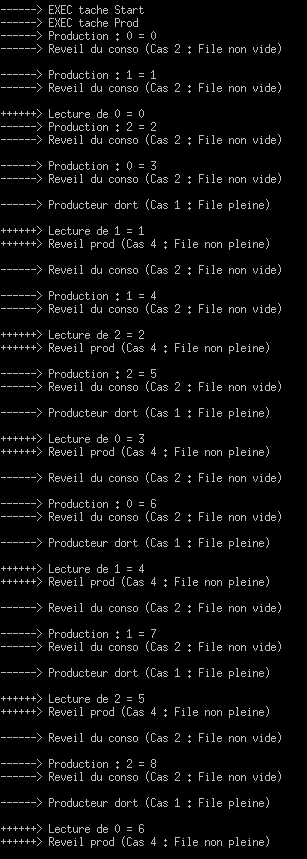 ------> EXEC tache Start
------> EXEC tache Prod
------> Production : 0 = 0
------> Reveil du conso (Cas 2 : File non vide)
------> Production : 1 = 1
------> Reveil du conso (Cas 2 : File non vide)
++++++> Lecture de 0 = 0
------> Production : 2 = 2
------> Reveil du conso (Cas 2 : File non vide)
------> Production : 0 = 3
------> Reveil du conso (Cas 2 : File non vide)
------> Producteur dort (Cas 1 : File pleine)
++++++> Lecture de 1 = 1
++++++> Reveil prod (Cas 4 : File non pleine)
------> Reveil du conso (Cas 2 : File non vide)
------> Production : 1 = 4
------> Reveil du conso (Cas 2 : File non vide)
++++++> Lecture de 2 = 2
++++++> Reveil prod (Cas 4 : File non pleine)
------> Production : 2 = 5
------> Reveil du conso (Cas 2 : File non vide)
------> Producteur dort (Cas 1 : File pleine)
++++++> Lecture de 0 = 3
++++++> Reveil prod (Cas 4 : File non pleine)
------> Reveil du conso (Cas 2 : File non vide)
------> Production : 0 = 6
------> Reveil du conso (Cas 2 : File non vide)
------> Producteur dort (Cas 1 : File pleine)
++++++> Lecture de 1 = 4
++++++> Reveil prod (Cas 4 : File non pleine)
------> Reveil du conso (Cas 2 : File non vide)
------> Production : 1 = 7
------> Reveil du conso (Cas 2 : File non vide)
------> Producteur dort (Cas 1 : File pleine)
++++++> Lecture de 2 = 5
++++++> Reveil prod (Cas 4 : File non pleine)
------> Reveil du conso (Cas 2 : File non vide)
------> Production : 2 = 8
------> Reveil du conso (Cas 2 : File non vide)
------> Producteur dort (Cas 1 : File pleine)
++++++> Lecture de 0 = 6
++++++> Reveil prod (Cas 4 : File non pleine)